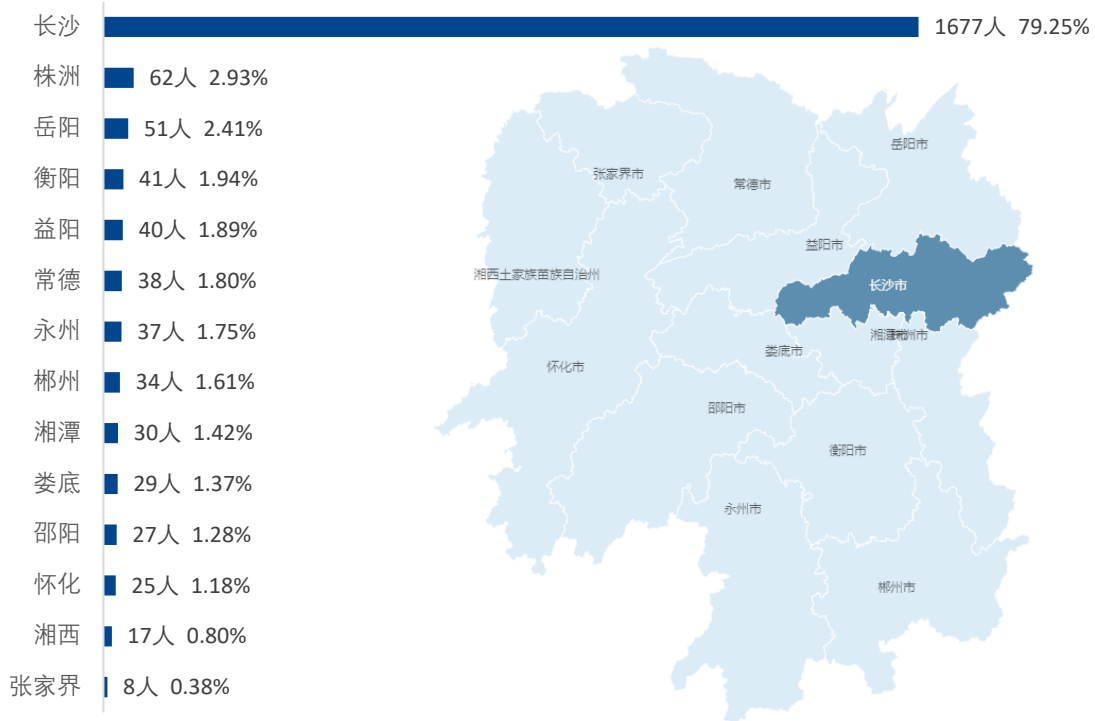 长沙 1677人 79.25%
株洲 62人 2.93%
岳阳 51人 2.41%
衡阳 41人 1.94%
益阳 40人 1.89%
常德 38人 1.80%
永州 37人 1.75%
郴州 34人 1.61%
湘潭 30人 1.42%
娄底 29人 1.37%
邵阳 27人 1.28%
怀化 25人 1.18%
湘西 17人 0.80%
张家界 8人 0.38%
岳阳市
张家界市
常德市
益阳市
湘西土家族苗族自治州
长沙市
娄底市
怀化市
邵阳市
衡阳市
永州市
郴州市